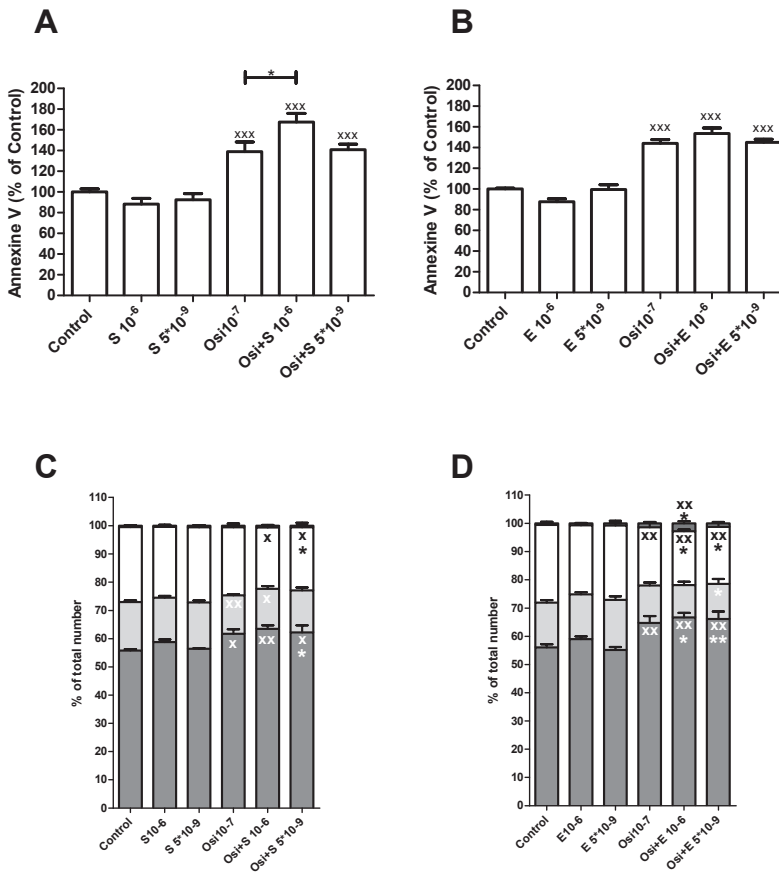 A
Annexine V (% of Control)
200
180
160
140
120
100
80
60
40
20
0
*
xxx
xxx
xxx
Control
S 10⁻⁶
S 5*10⁻⁹
Osi10⁻⁷
Osi+S 10⁻⁶
Osi+S 5*10⁻⁹
B
Annexine V (% of Control)
200
180
160
140
120
100
80
60
40
20
0
xxx
xxx
xxx
Control
E 10⁻⁶
E 5*10⁻⁹
Osi10⁻⁷
Osi+E 10⁻⁶
Osi+E 5*10⁻⁹
C
% of total number
110
100
90
80
70
60
50
40
30
20
10
0
x
x
*
xx
x
x
xx
x
*
Control
S10-6
S 5*10-9
Osi10-7
Osi+S 10-6
Osi+S 5*10-9
D
% of total number
110
100
90
80
70
60
50
40
30
20
10
0
xx
*
xx
xx
*
xx
*
*
xx
xx
*
xx
**
Control
E10-6
E 5*10-9
Osi10-7
Osi+E 10-6
Osi+E 5*10-9